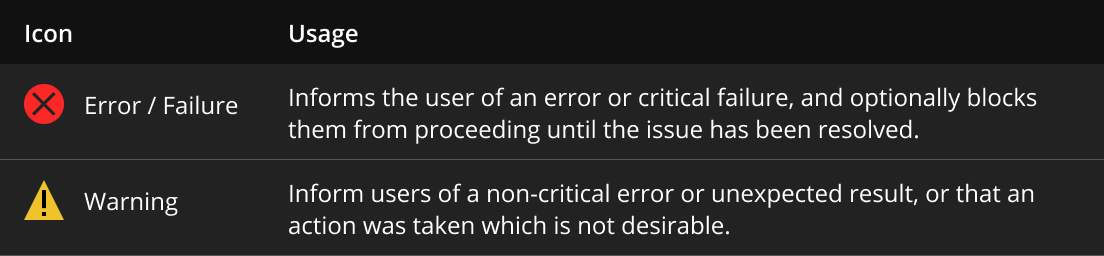 Icon Usage
Error / Failure Informs the user of an error or critical failure, and optionally blocks
them from proceeding until the issue has been resolved.
Warning Inform users of a non-critical error or unexpected result, or that an
action was taken which is not desirable.